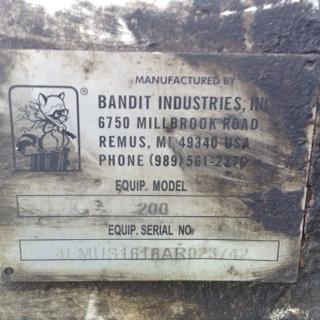 MANUFACTURED BY
BANDIT INDUSTRIES, INC
6750 MILLBROOK ROAD
REMUS, MI 49340 USA
PHONE (989) 561-2270
EQUIP. MODEL
200
EQUIP. SERIAL NO.
4FMUS1616AR023742